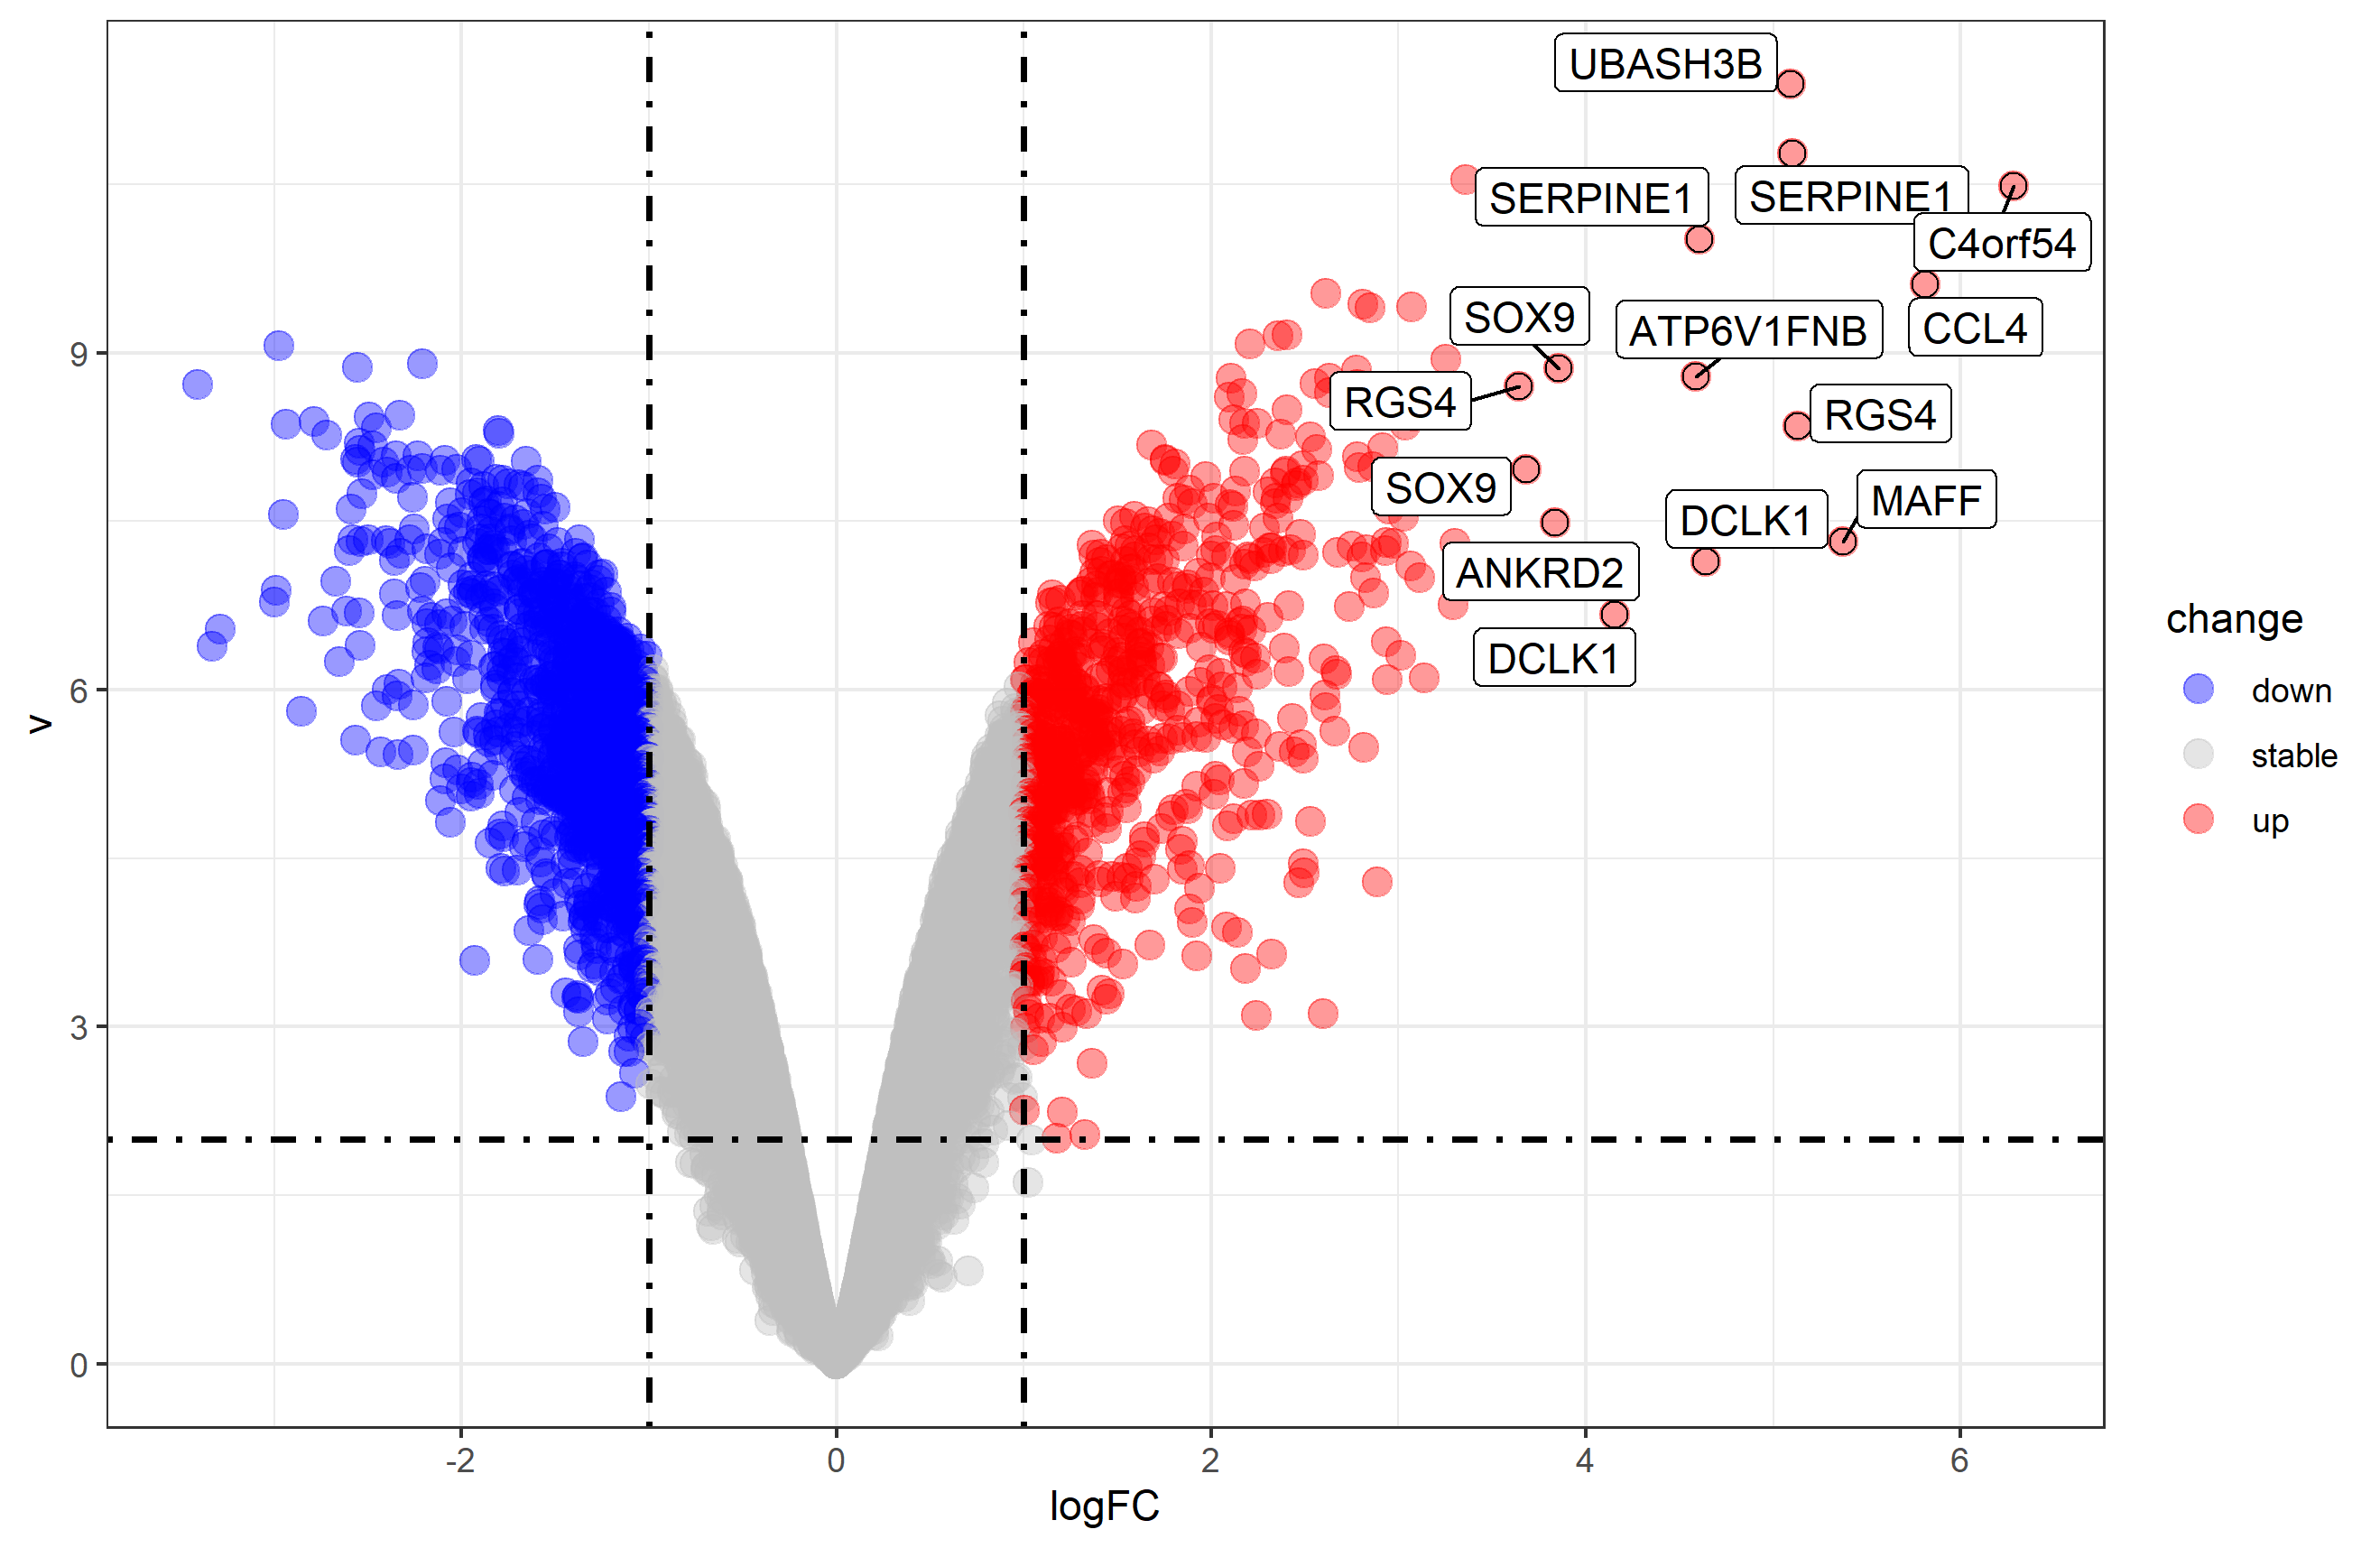 UBASH3B
SERPINE1
SERPINE1
C4orf54
SOX9
ATP6V1FNB
CCL4
RGS4
RGS4
SOX9
DCLK1
MAFF
ANKRD2
DCLK1
9
6
3
0
v
-2
0
2
4
6
logFC
change
down
stable
up